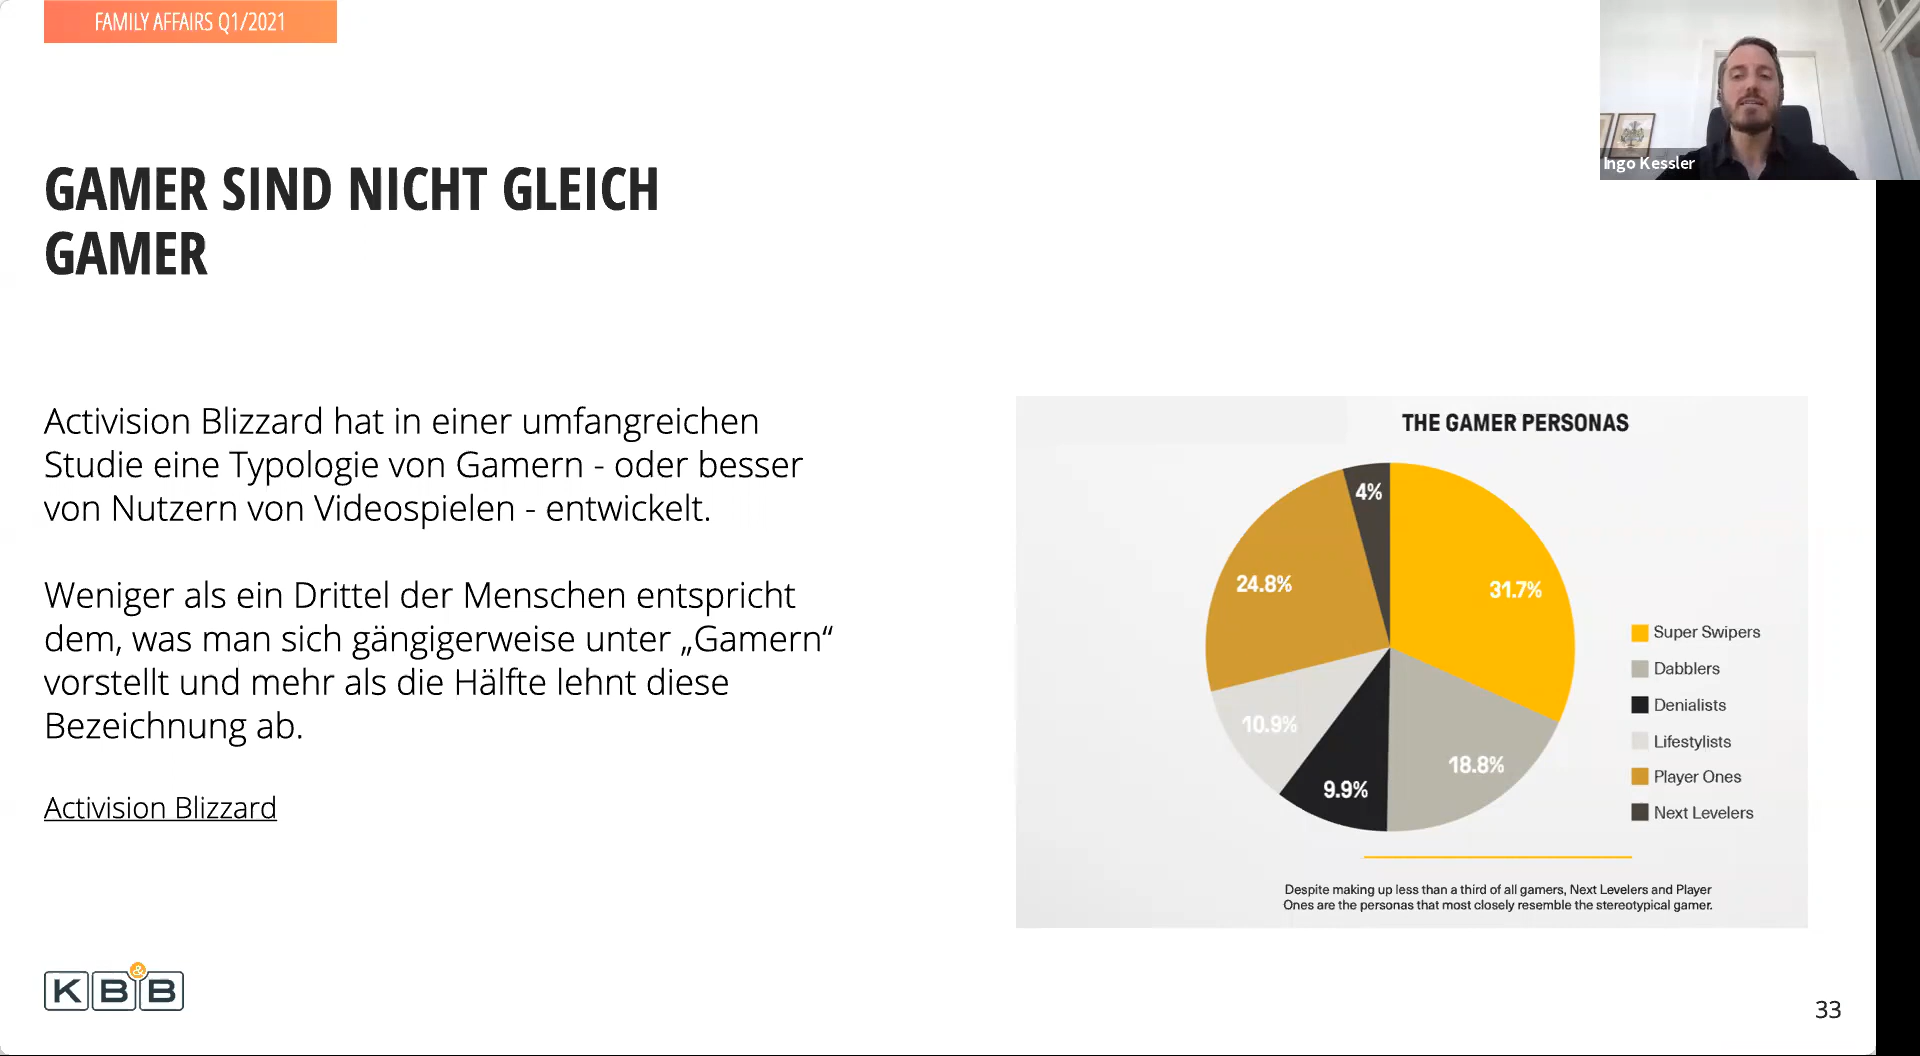 FAMILY AFFAIRS Q1/2021
Ingo Kessler
GAMER SIND NICHT GLEICH
GAMER
Activision Blizzard hat in einer umfangreichen
Studie eine Typologie von Gamern - oder besser
von Nutzern von Videospielen - entwickelt.
Weniger als ein Drittel der Menschen entspricht
dem, was man sich gängigerweise unter „Gamern“
vorstellt und mehr als die Hälfte lehnt diese
Bezeichnung ab.
Activision Blizzard
THE GAMER PERSONAS
4%
31.7%
24.8%
10.9%
9.9%
18.8%
Super Swipers
Dabblers
Denialists
Lifestylists
Player Ones
Next Levelers
Despite making up less than a third of all gamers, Next Levelers and Player
Ones are the personas that most closely resemble the stereotypical gamer.
KB&B
33